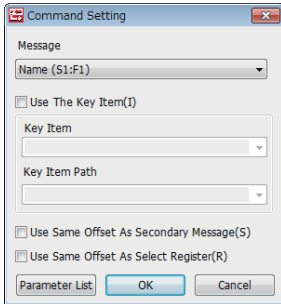 Command Setting
Message
Name (S1:F1)
Use The Key Item(I)
Key Item
Key Item Path
Use Same Offset As Secondary Message(S)
Use Same Offset As Select Register(R)
Parameter List OK Cancel